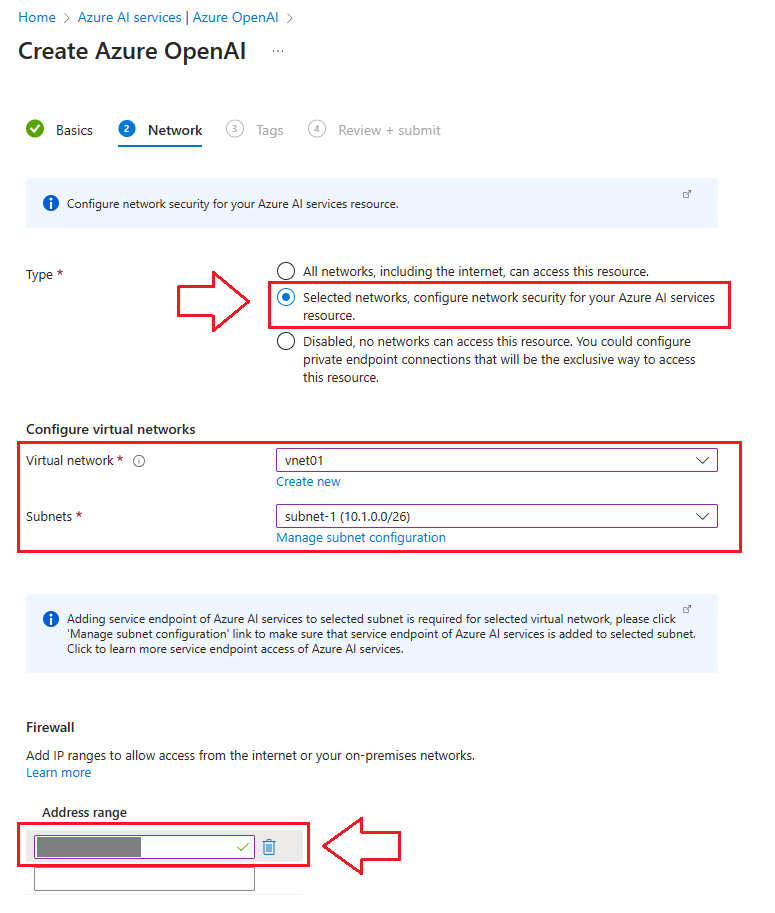 Home > Azure AI services | Azure OpenAI >
Create Azure OpenAI ...
Basics 2 Network 3 Tags 4 Review + submit
Configure network security for your Azure AI services resource.
Type *
All networks, including the internet, can access this resource.
Selected networks, configure network security for your Azure AI services
resource.
Disabled, no networks can access this resource. You could configure
private endpoint connections that will be the exclusive way to access
this resource.
Configure virtual networks
Virtual network * vnet01
Create new
Subnets * subnet-1 (10.1.0.0/26)
Manage subnet configuration
Adding service endpoint of Azure AI services to selected subnet is required for selected virtual network, please click
'Manage subnet configuration' link to make sure that service endpoint of Azure AI services is added to selected subnet.
Click to learn more service endpoint access of Azure AI services.
Firewall
Add IP ranges to allow access from the internet or your on-premises networks.
Learn more
Address range